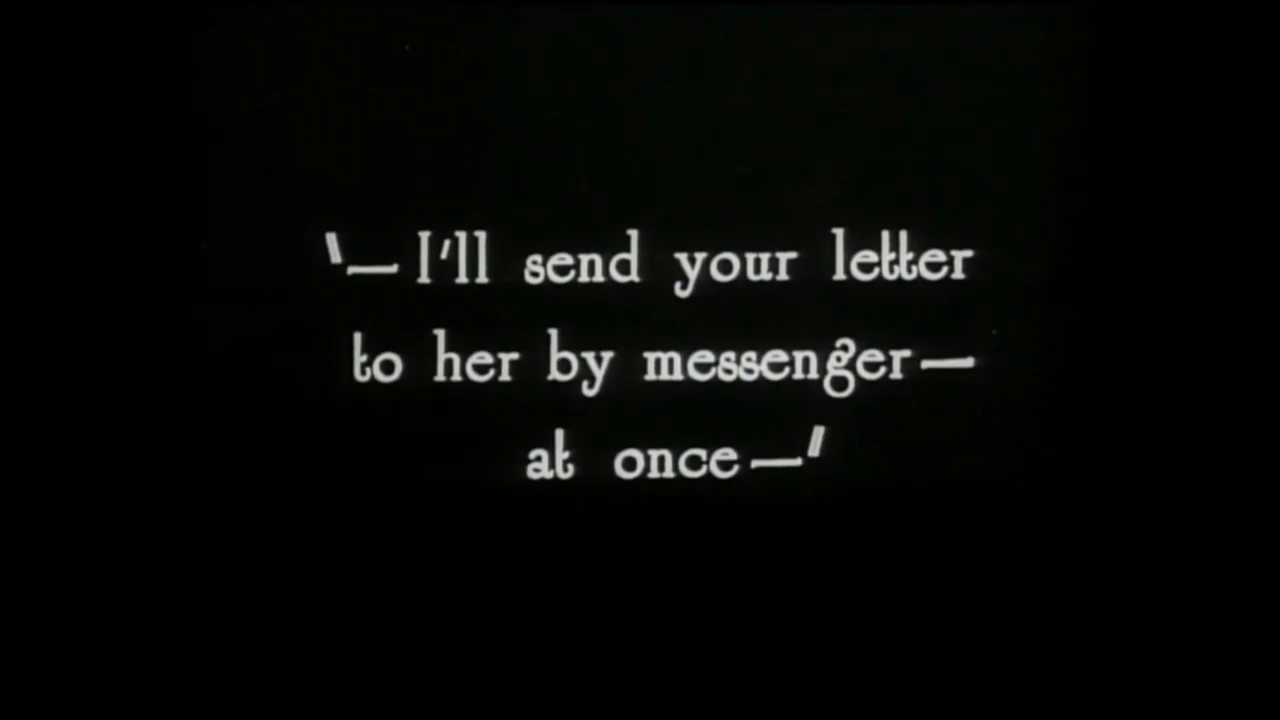 '— I'll send your letter
to her by messenger —
at once —'